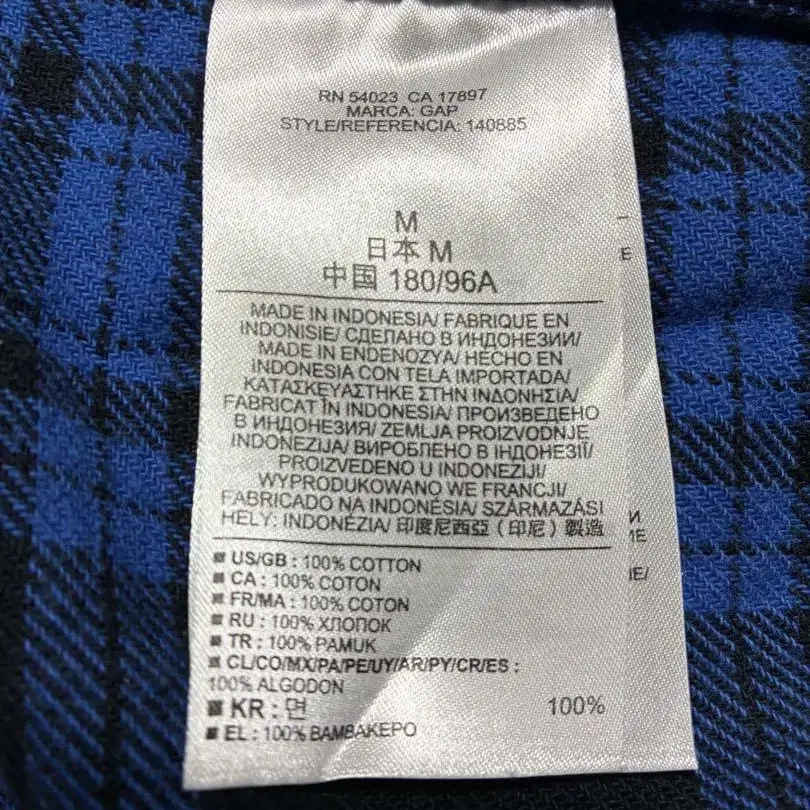 RN 54023 CA 17897
MARCA: GAP
STYLE/REFERENCIA: 140885
M
日本 M
中国 180/96A
MADE IN INDONESIA/ FABRIQUE EN
INDONISIE/ СДЕЛАНО В ИНДОНЕЗИИ/
MADE IN ENDENOZYA/ HECHO EN
INDONESIA CON TELA IMPORTADA/
ΚΑΤΑΣΚΕΥΑΣΤΗΚΕ ΣΤΗΝ ΙΝΔΟΝΗΣΙΑ/
FABRICAT ÎN INDONESIA/ ПРОИЗВЕДЕНО
В ИНДОНЕЗИЯ/ ZEMLJA PROIZVODNJE
INDONEZIJA/ ВИРОБЛЕНО В ІНДОНЕЗІЇ/
PROIZVEDENO U INDONEZIJI/
WYPRODUKOWANO WE FRANCJI/
FABRICADO NA INDONÉSIA/ SZÁRMAZÁSI
HELY: INDONÉZIA/ 印度尼西亞（印尼）製造
US/GB : 100% COTTON
CA : 100% COTON
FR/MA : 100% COTON
RU : 100% ХЛОПОК
TR : 100% PAMUK
CL/CO/MX/PA/PE/UY/AR/PY/CR/ES :
100% ALGODON
KR : 면 100%
EL : 100% ΒΑΜΒΑΚΕΡΟ